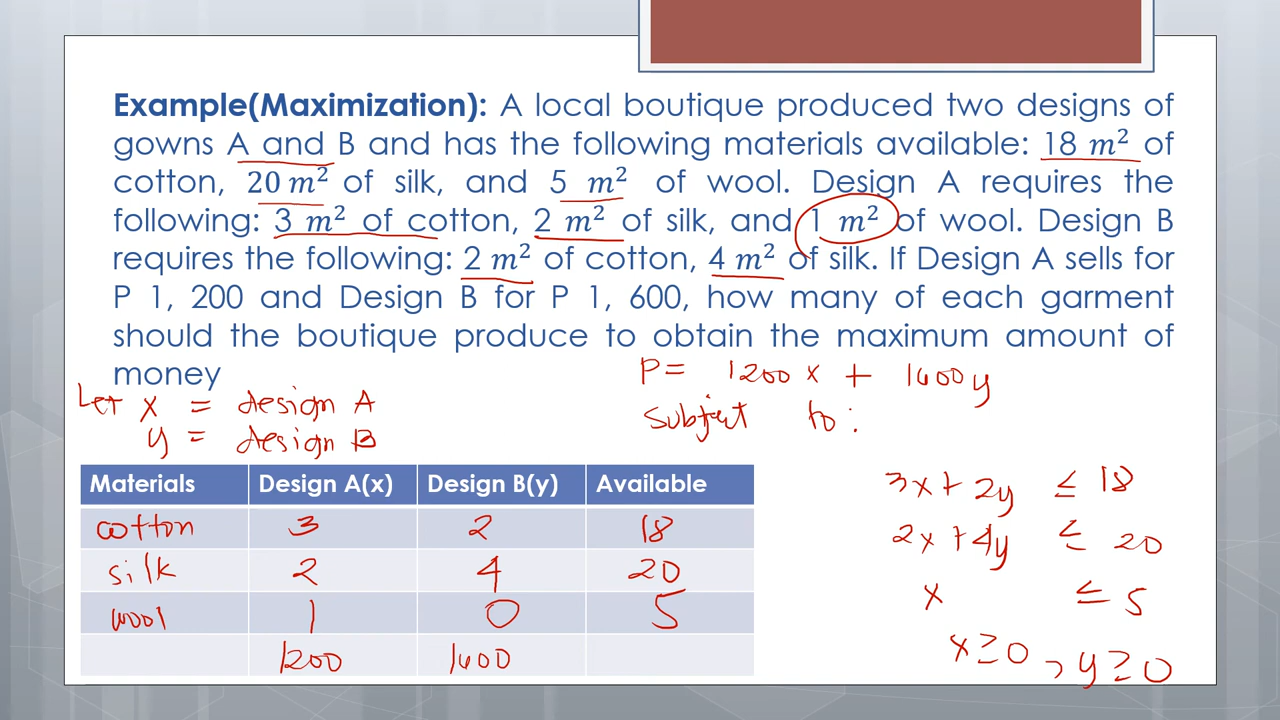 Example(Maximization): A local boutique produced two designs of
gowns A and B and has the following materials available: 18 m² of
cotton, 20 m² of silk, and 5 m² of wool. Design A requires the
following: 3 m² of cotton, 2 m² of silk, and 1 m² of wool. Design B
requires the following: 2 m² of cotton, 4 m² of silk. If Design A sells for
P 1, 200 and Design B for P 1, 600, how many of each garment
should the boutique produce to obtain the maximum amount of
money
P = 1200x + 1600y
Let x = design A
Subject to:
y = design B
Materials Design A(x) Design B(y) Available
cotton 3 2 18
silk 2 4 20
wool 1 0 5
1200 1600
3x + 2y ≤ 18
2x + 4y ≤ 20
x ≤ 5
x ≥ 0, y ≥ 0